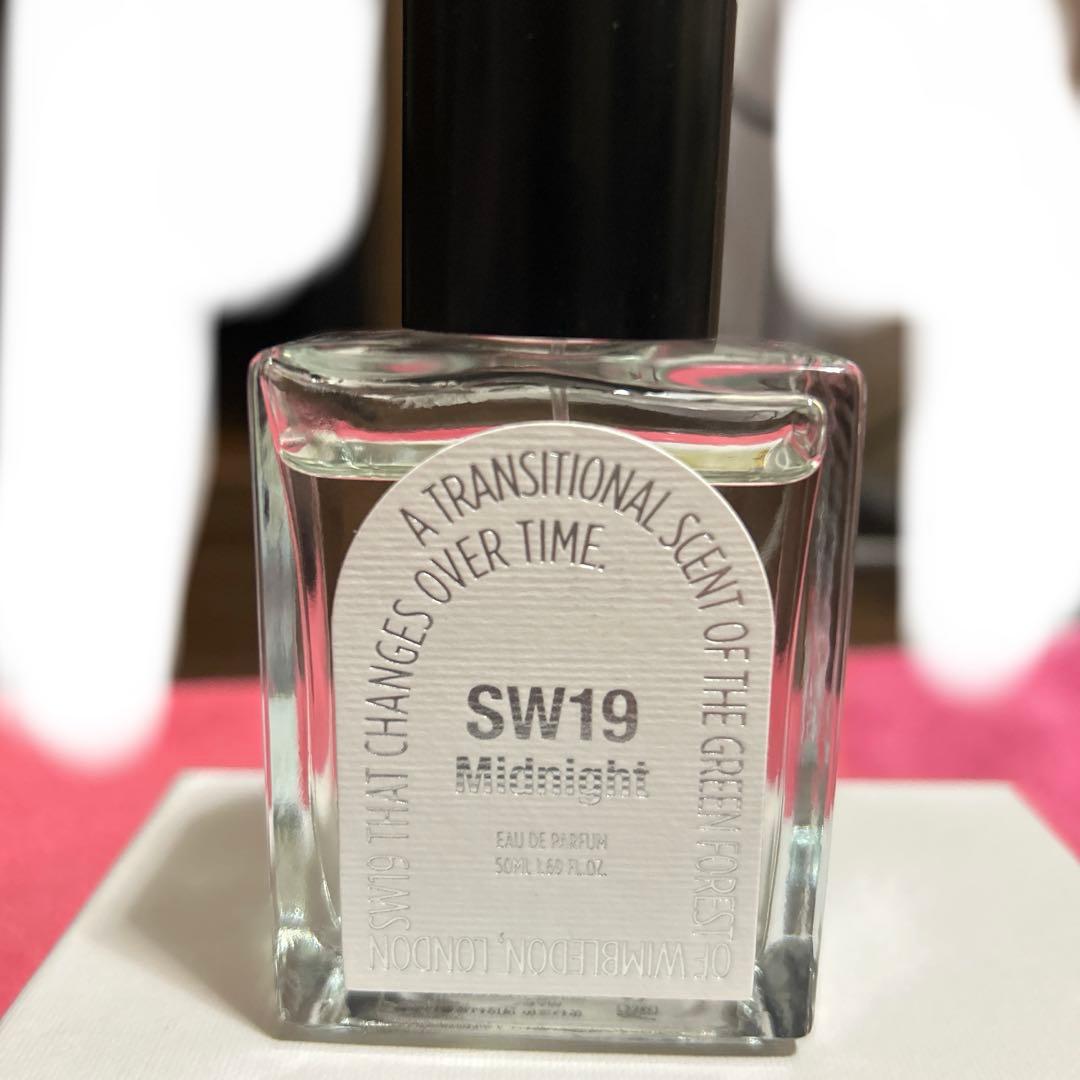 A TRANSITIONAL SCENT OF THE GREEN FOREST
OF WIMBLEDON, LONDON
SW19 THAT CHANGES OVER TIME.
SW19
Midnight
EAU DE PARFUM
50ML 1.69 FL.OZ.